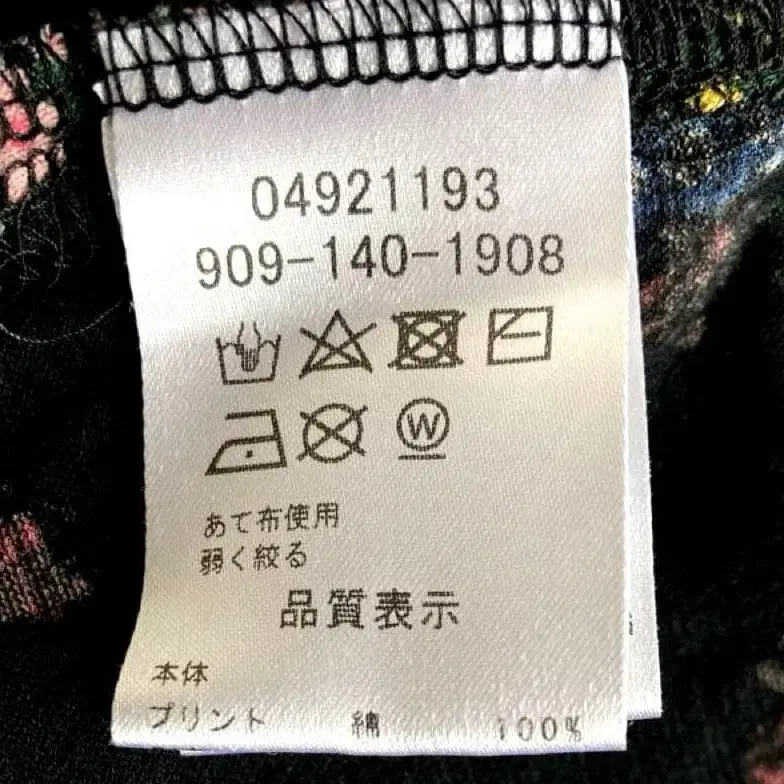 04921193
909-140-1908
W
あて布使用
弱く絞る
品質表示
本体
プリント 綿 100%